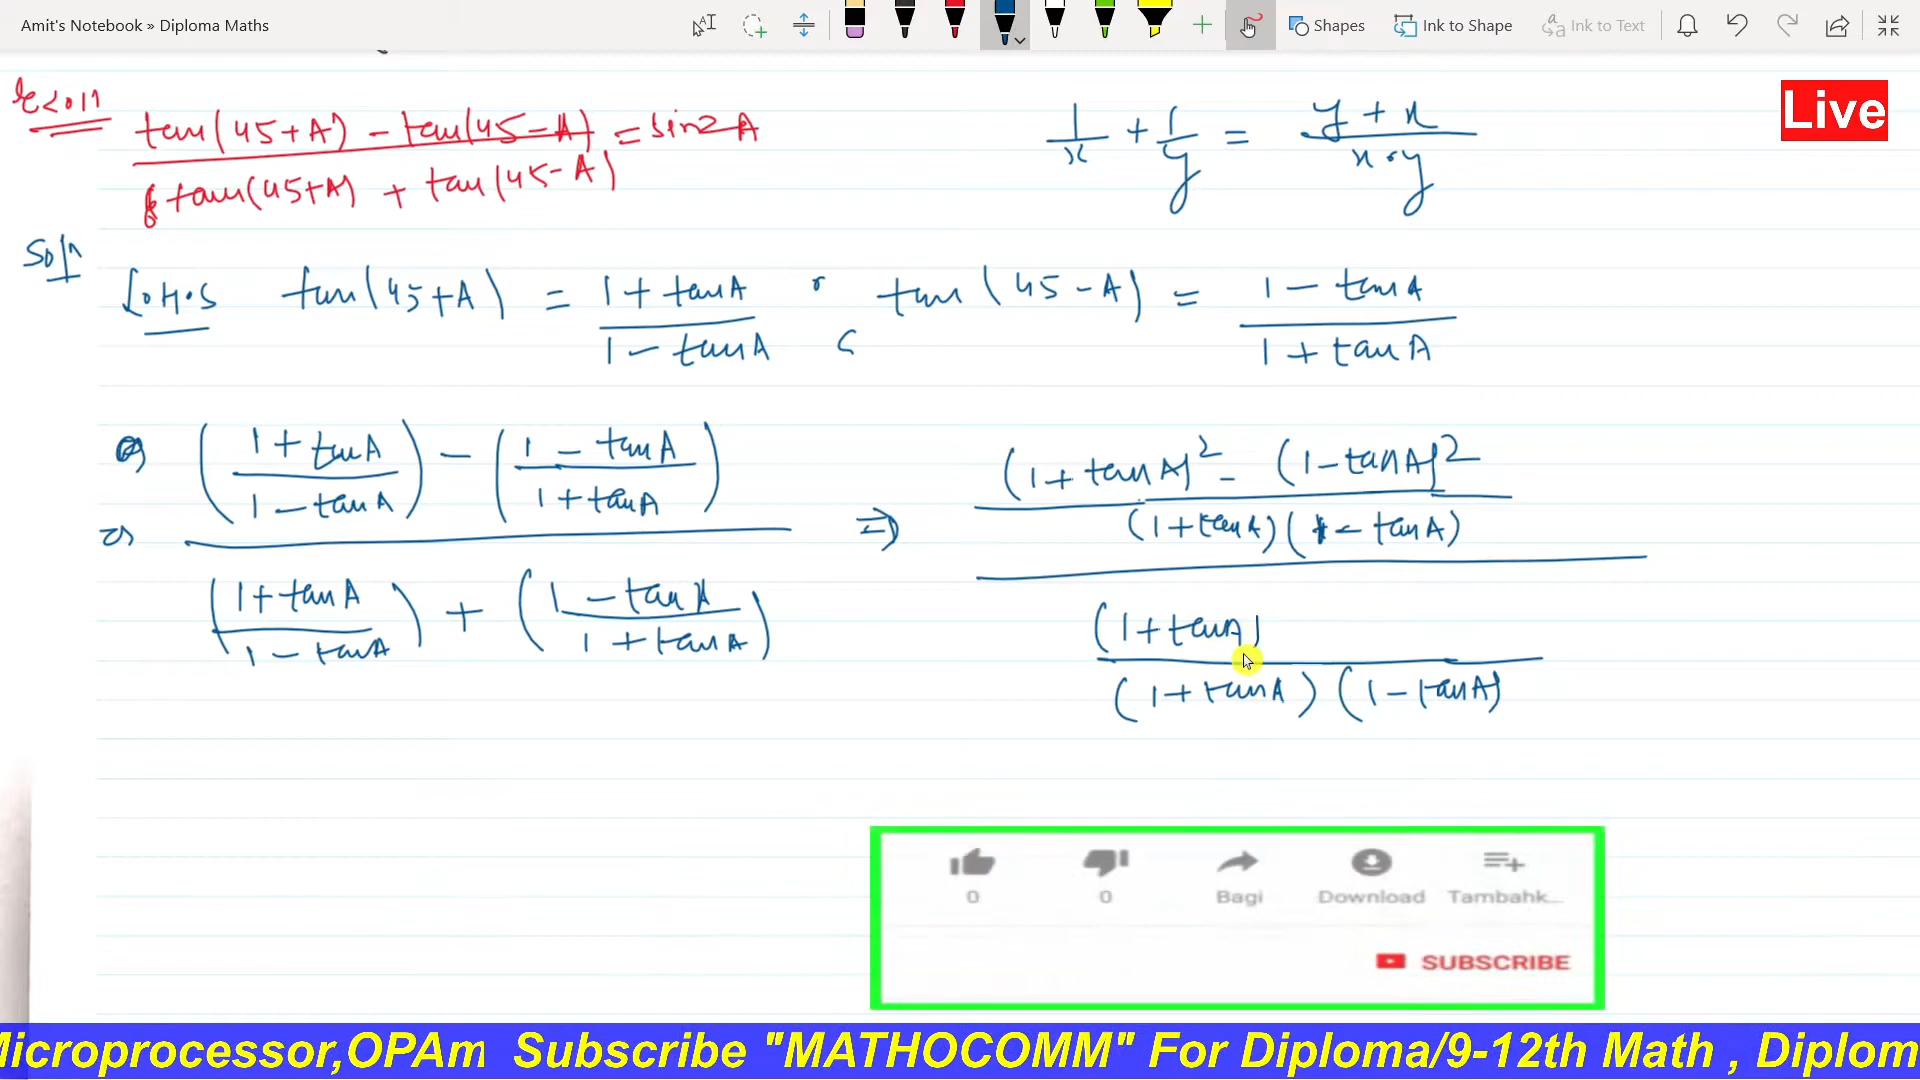 Amit's Notebook » Diploma Maths
Shapes
Ink to Shape
Ink to Text
Live
tan(45+A) - tan(45-A) = sin2A
tan(45+A) + tan(45-A)
1/x + 1/y = y + x / x·y
Soln
L.H.S tan(45+A) = 1 + tanA / 1 - tanA , tan(45-A) = 1 - tanA / 1 + tanA
⇒ (1 + tanA / 1 - tanA) - (1 - tanA / 1 + tanA)
(1 + tanA / 1 - tanA) + (1 - tanA / 1 + tanA)
⇒ (1 + tanA)² - (1 - tanA)²
(1 + tanA)(1 - tanA)
(1 + tanA)
(1 + tanA)(1 - tanA)
0
0
Bagi
Download
Tambahk...
SUBSCRIBE
Microprocessor,OPAm Subscribe "MATHOCOMM" For Diploma/9-12th Math , Diplom